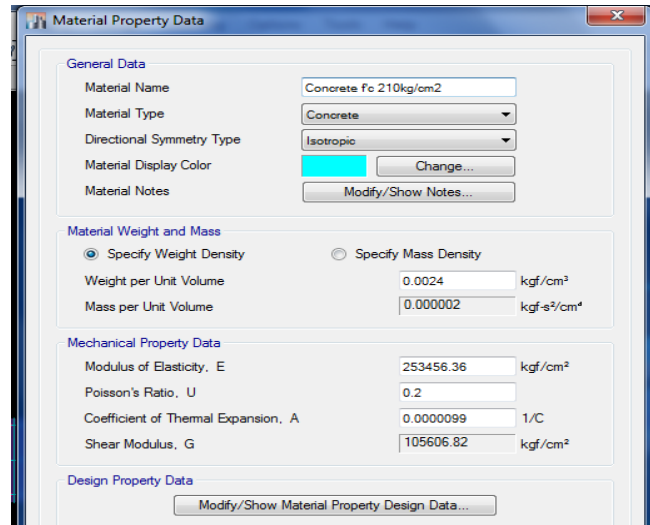 Material Property Data
General Data
Material Name Concrete f'c 210kg/cm2
Material Type Concrete
Directional Symmetry Type Isotropic
Material Display Color Change...
Material Notes Modify/Show Notes...
Material Weight and Mass
Specify Weight Density Specify Mass Density
Weight per Unit Volume 0.0024 kgf/cm³
Mass per Unit Volume 0.000002 kgf-s²/cm⁴
Mechanical Property Data
Modulus of Elasticity, E 253456.36 kgf/cm²
Poisson's Ratio, U 0.2
Coefficient of Thermal Expansion, A 0.0000099 1/C
Shear Modulus, G 105606.82 kgf/cm²
Design Property Data
Modify/Show Material Property Design Data...